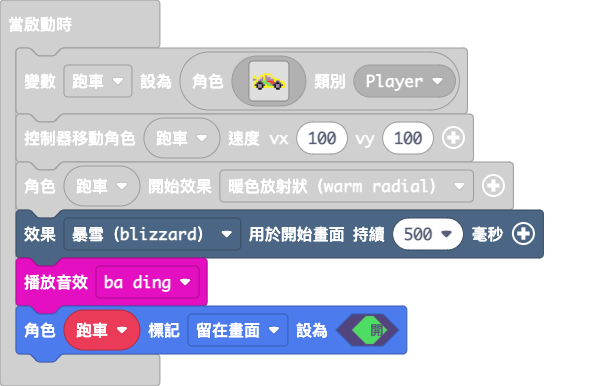 當啟動時
變數 跑車 設為 角色 類別 Player
控制器移動角色 跑車 速度 vx 100 vy 100
角色 跑車 開始效果 暖色放射狀 (warm radial)
效果 暴雪 (blizzard) 用於開始畫面 持續 500 毫秒
播放音效 ba ding
角色 跑車 標記 留在畫面 設為 開